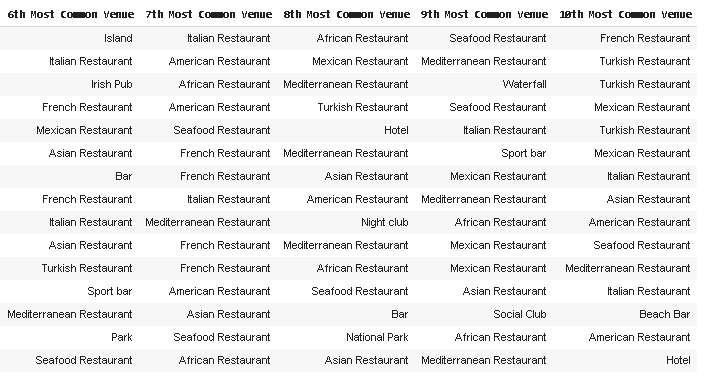 6th Most Common Venue 7th Most Common Venue 8th Most Common Venue 9th Most Common Venue 10th Most Common Venue
Island Italian Restaurant African Restaurant Seafood Restaurant French Restaurant
Italian Restaurant American Restaurant Mexican Restaurant Mediterranean Restaurant Turkish Restaurant
Irish Pub African Restaurant Mediterranean Restaurant Waterfall Turkish Restaurant
French Restaurant American Restaurant Turkish Restaurant Seafood Restaurant Mexican Restaurant
Mexican Restaurant Seafood Restaurant Hotel Italian Restaurant Turkish Restaurant
Asian Restaurant French Restaurant Mediterranean Restaurant Sport bar Mexican Restaurant
Bar French Restaurant Asian Restaurant Mexican Restaurant Italian Restaurant
French Restaurant Italian Restaurant American Restaurant Mediterranean Restaurant Asian Restaurant
Italian Restaurant Mediterranean Restaurant Night club African Restaurant American Restaurant
Asian Restaurant French Restaurant Mediterranean Restaurant Mexican Restaurant Seafood Restaurant
Turkish Restaurant French Restaurant African Restaurant Mexican Restaurant Mediterranean Restaurant
Sport bar American Restaurant Seafood Restaurant Asian Restaurant Italian Restaurant
Mediterranean Restaurant Asian Restaurant Bar Social Club Beach Bar
Park Seafood Restaurant National Park African Restaurant American Restaurant
Seafood Restaurant African Restaurant Asian Restaurant Mediterranean Restaurant Hotel